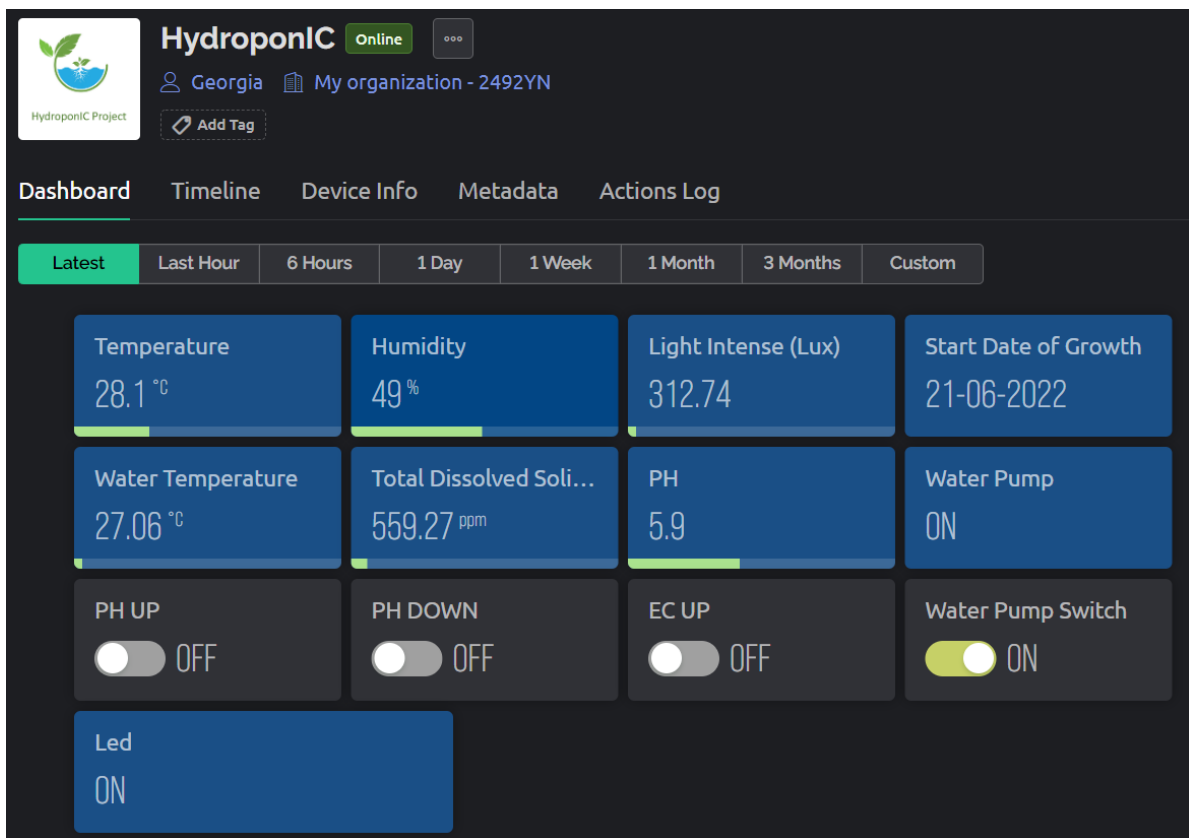 HydroponIC Online
HydroponIC Project
Georgia My organization - 2492YN
Add Tag
Dashboard Timeline Device Info Metadata Actions Log
Latest Last Hour 6 Hours 1 Day 1 Week 1 Month 3 Months Custom
Temperature
28.1 °C
Humidity
49 %
Light Intense (Lux)
312.74
Start Date of Growth
21-06-2022
Water Temperature
27.06 °C
Total Dissolved Soli...
559.27 ppm
PH
5.9
Water Pump
ON
PH UP
OFF
PH DOWN
OFF
EC UP
OFF
Water Pump Switch
ON
Led
ON